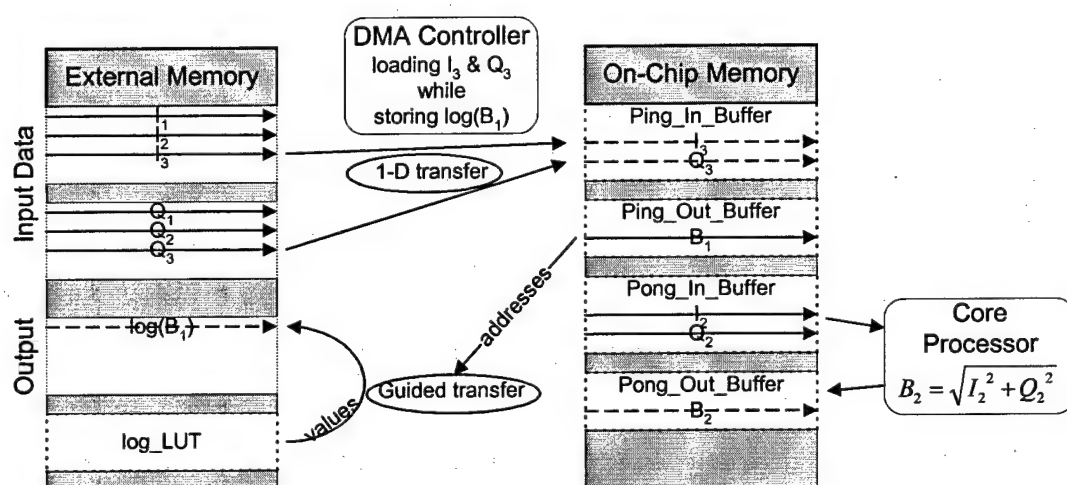 External Memory
Input Data
I₁
I₂
I₃
Q₁
Q₂
Q₃
Output
log(B₁)
log_LUT
DMA Controller
loading I₃ & Q₃
while
storing log(B₁)
1-D transfer
addresses
Guided transfer
values
On-Chip Memory
Ping_In_Buffer
I₃
Q₃
Ping_Out_Buffer
B₁
Pong_In_Buffer
I₂
Q₂
Pong_Out_Buffer
B₂
Core
Processor
B₂ = √(I₂² + Q₂²)